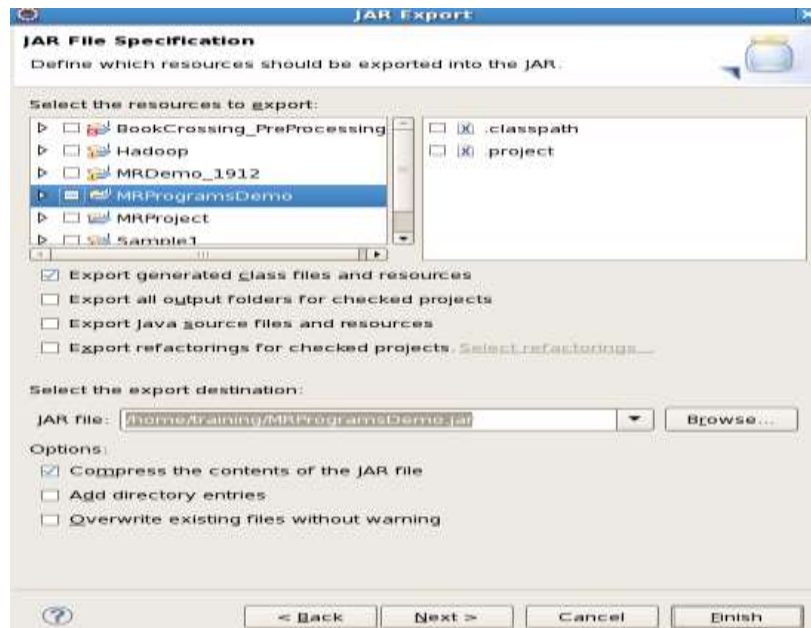 JAR Export
JAR File Specification
Define which resources should be exported into the JAR.
Select the resources to export:
BookCrossing_PreProcessing
Hadoop
MRDemo_1912
MRProgramsDemo
MRProject
Sample1
.classpath
.project
Export generated class files and resources
Export all output folders for checked projects
Export Java source files and resources
Export refactorings for checked projects. Select refactorings...
Select the export destination:
JAR file: /home/training/MRProgramsDemo.jar Browse...
Options:
Compress the contents of the JAR file
Add directory entries
Overwrite existing files without warning
? < Back Next > Cancel Finish